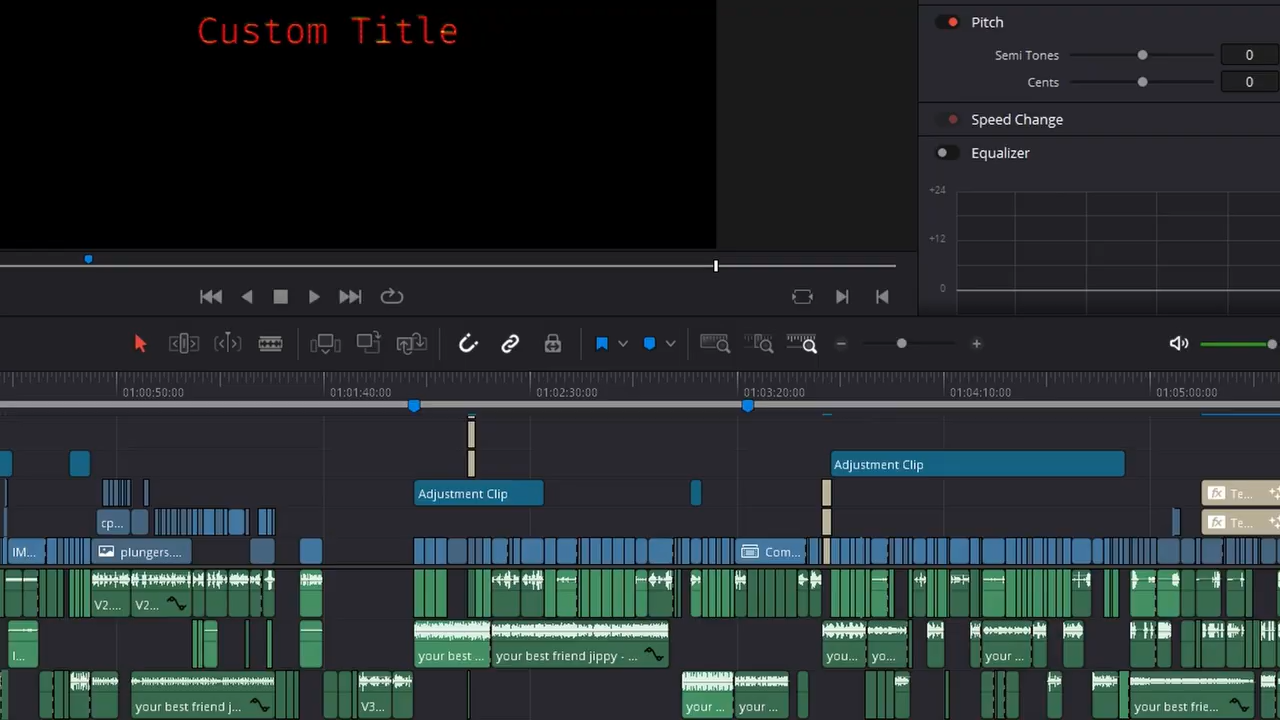 Custom Title
Pitch
Semi Tones 0
Cents 0
Speed Change
Equalizer
+24
+12
0
01:00:50:00 01:01:40:00 01:02:30:00 01:03:20:00 01:04:10:00 01:05:00:00
Adjustment Clip
Adjustment Clip
Te...
cp...
Te...
IM... plungers.... Com...
V2.... V2...
I... your best ... your best friend jippy - ... you... yo... your ...
your best friend j... V3... your ... your ... your best frie...